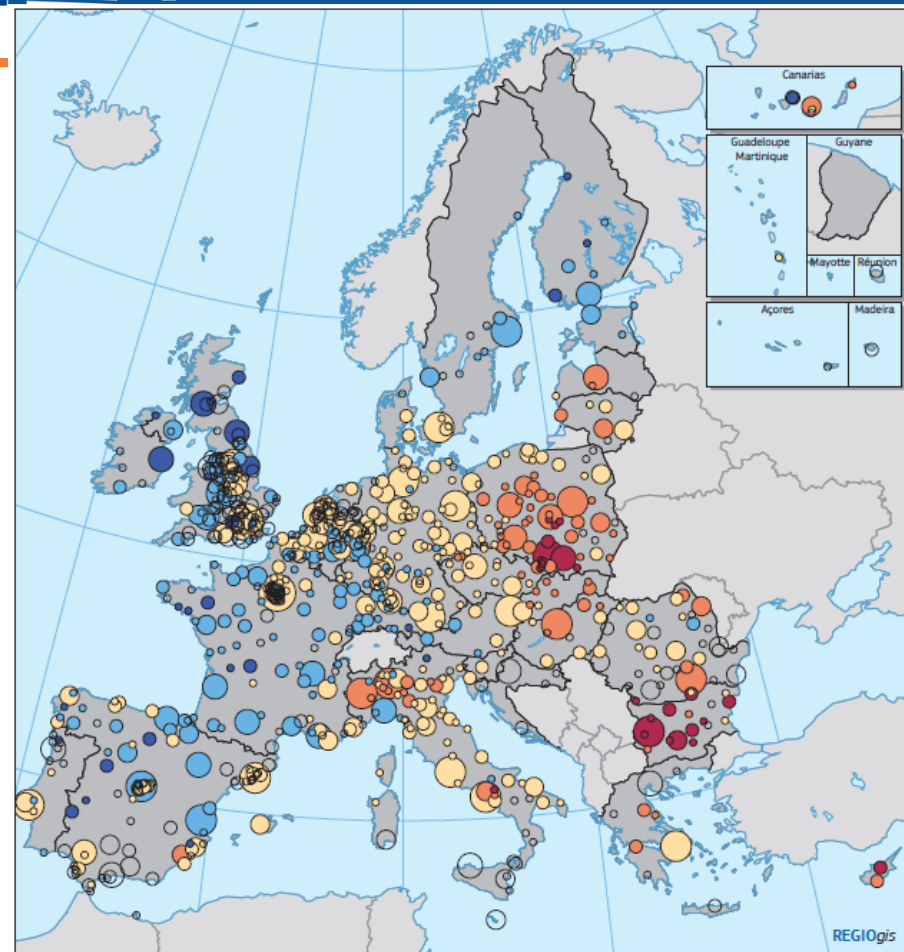 Canarias
Guadeloupe
Martinique
Guyane
Mayotte
Réunion
Açores
Madeira
REGIOgis